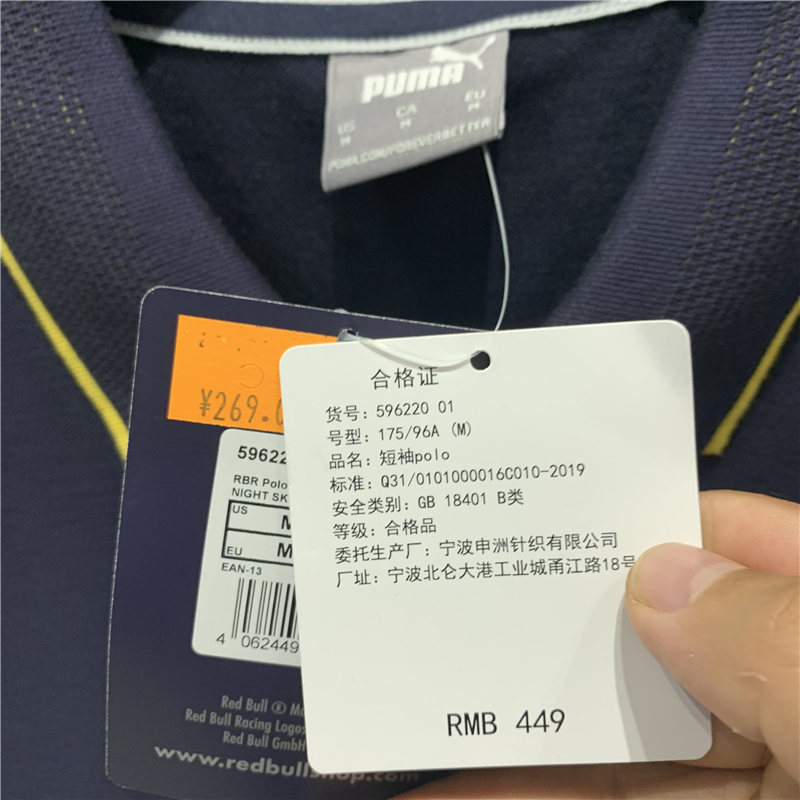 PUMA
US CA EU
M M M
PUMA.COM/FOREVERBETTER
¥269.0
59622
RBR Polo
NIGHT SK
US M
EU M
EAN-13
4 062449
Red Bull ® Ma
Red Bull Racing Logos
Red Bull GmbH
www.redbullshop.com
合格证
货号: 596220 01
号型: 175/96A (M)
品名: 短袖polo
标准: Q31/0101000016C010-2019
安全类别: GB 18401 B类
等级: 合格品
委托生产厂: 宁波申洲针织有限公司
厂址: 宁波北仑大港工业城甬江路18号
RMB 449